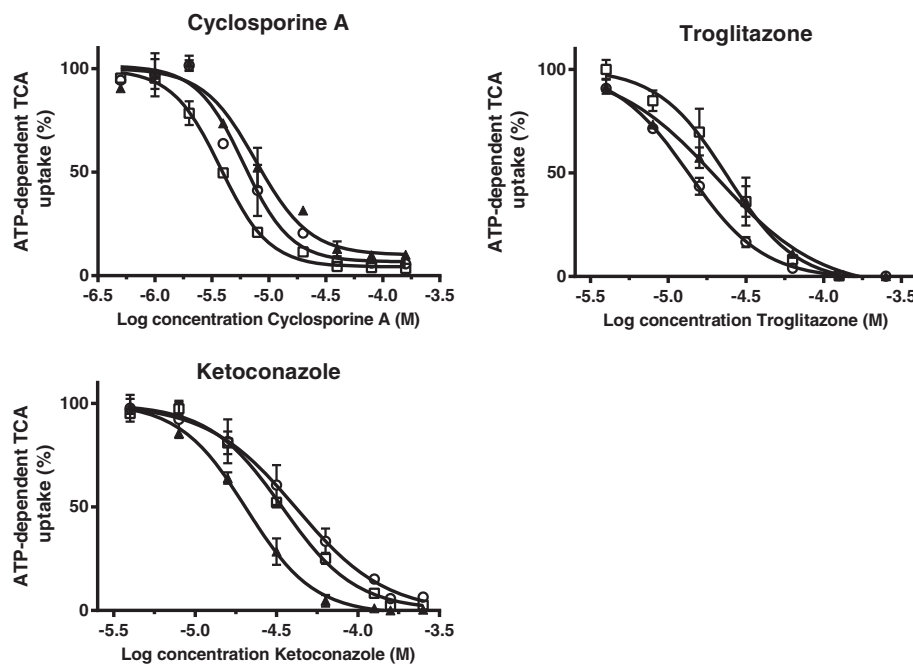 Cyclosporine A
ATP-dependent TCA
uptake (%)
100
50
0
-6.5 -6.0 -5.5 -5.0 -4.5 -4.0 -3.5
Log concentration Cyclosporine A (M)
Troglitazone
ATP-dependent TCA
uptake (%)
100
50
0
-5.5 -5.0 -4.5 -4.0 -3.5
Log concentration Troglitazone (M)
Ketoconazole
ATP-dependent TCA
uptake (%)
100
50
0
-5.5 -5.0 -4.5 -4.0 -3.5
Log concentration Ketoconazole (M)